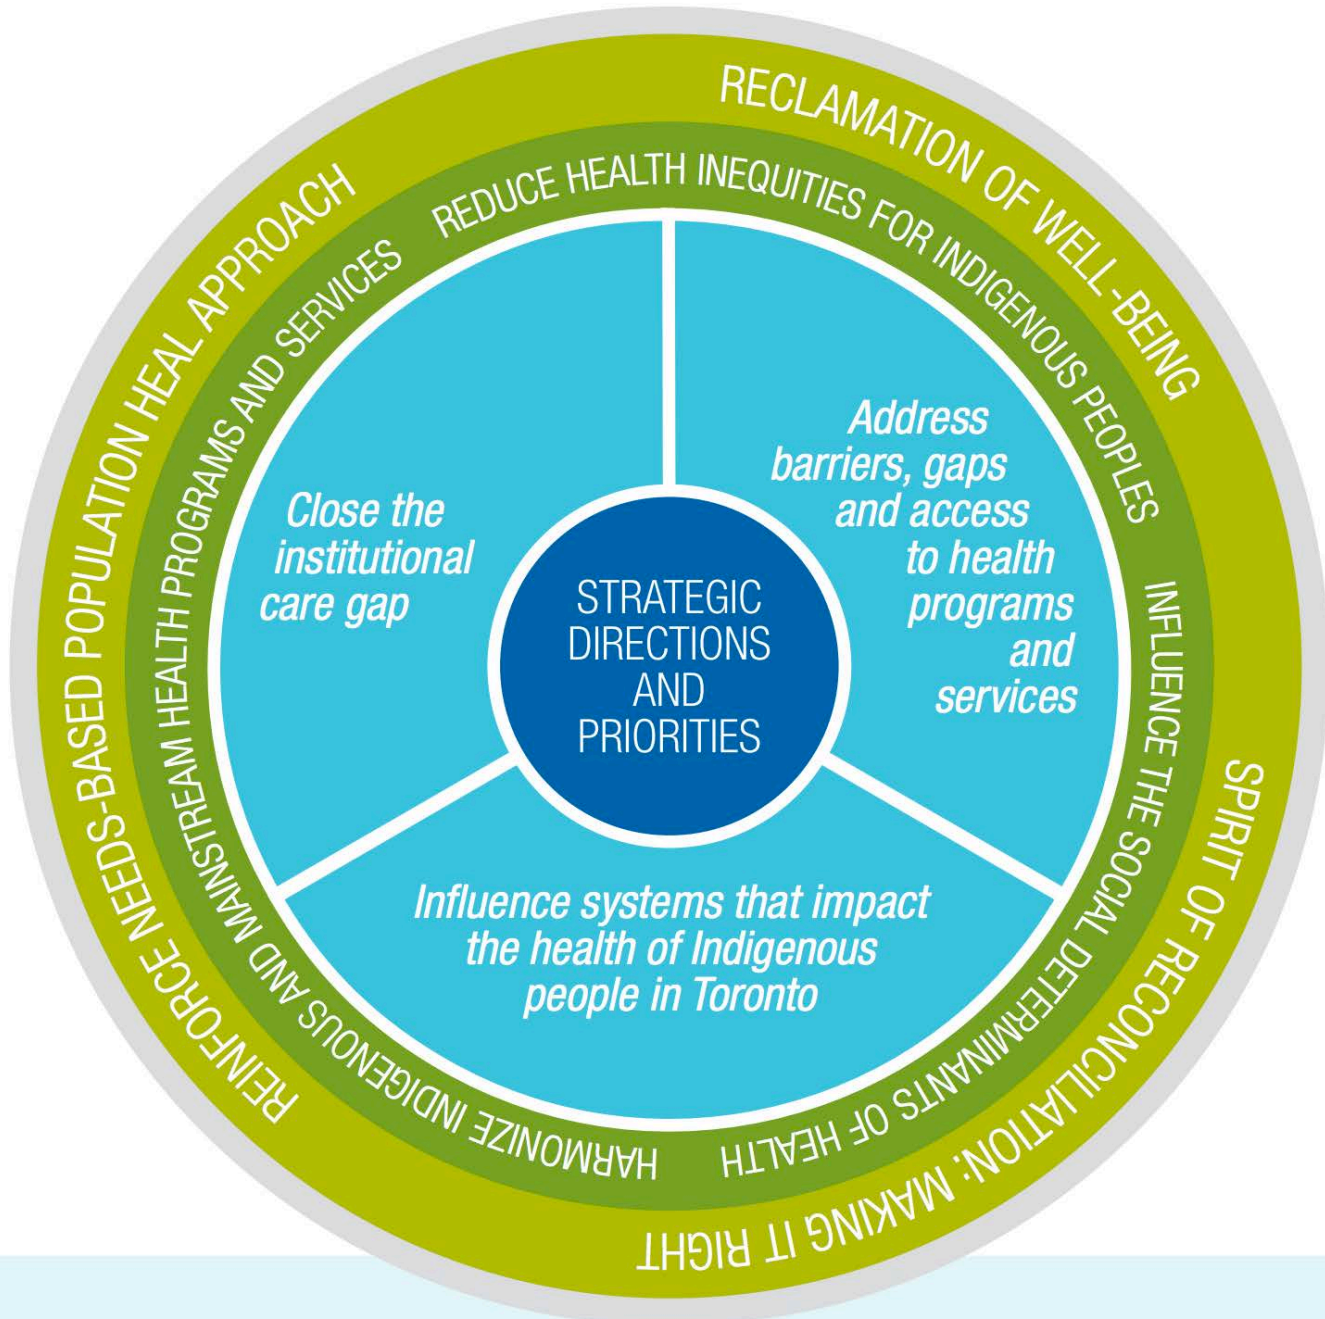 RECLAMATION OF WELL-BEING
SPIRIT OF RECONCILIATION: MAKING IT RIGHT
REINFORCE NEEDS-BASED POPULATION HEAL APPROACH
REDUCE HEALTH INEQUITIES FOR INDIGENOUS PEOPLES
INFLUENCE THE SOCIAL DETERMINANTS OF HEALTH
HARMONIZE INDIGENOUS AND MAINSTREAM HEALTH PROGRAMS AND SERVICES
Address
barriers, gaps
and access
to health
programs
and
services
Influence systems that impact
the health of Indigenous
people in Toronto
Close the
institutional
care gap
STRATEGIC
DIRECTIONS
AND
PRIORITIES